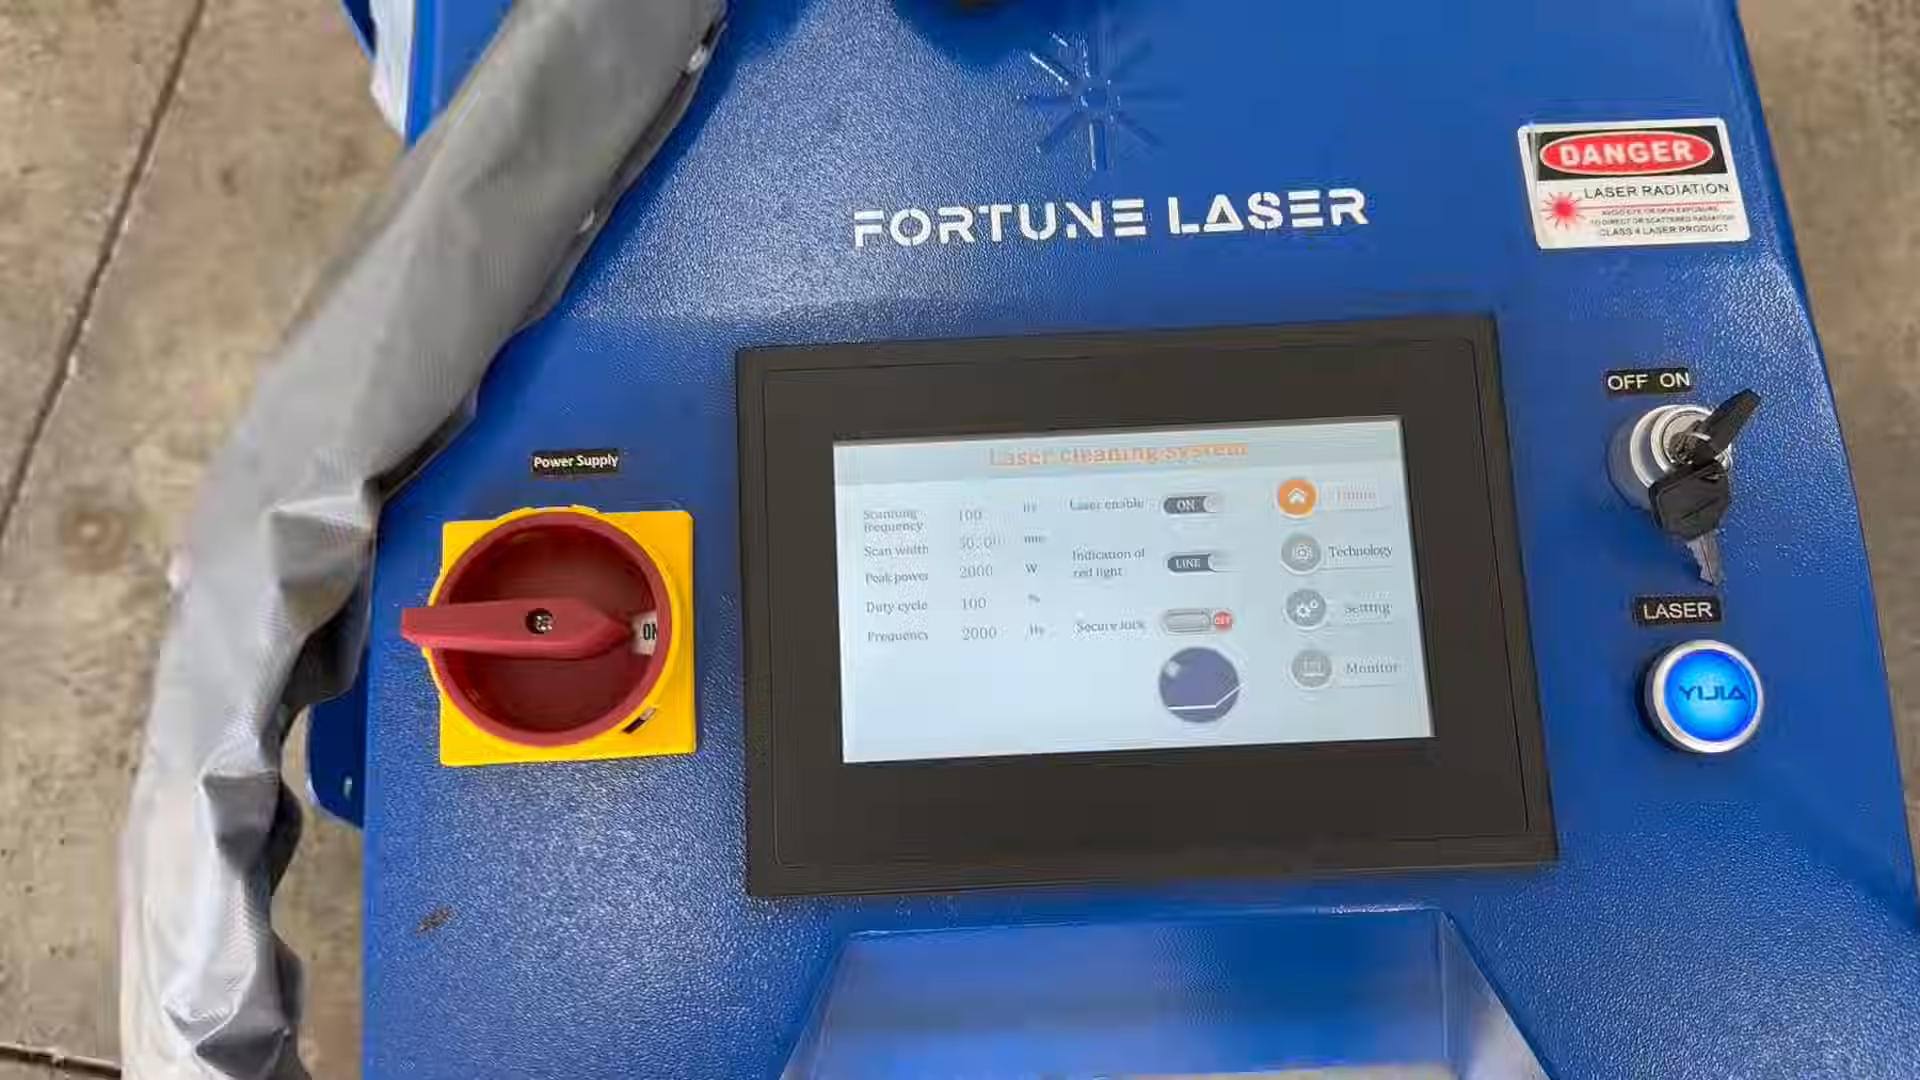 FORTUNE LASER
DANGER
LASER RADIATION
AVOID EYE OR SKIN EXPOSURE
TO DIRECT OR SCATTERED RADIATION
CLASS 4 LASER PRODUCT
OFF ON
Power Supply
ON
Laser cleaning system
Scanning frequency 100 Hz
Scan width mm
Peak power 2000 W
Duty cycle 100 %
Frequency 2000 Hz
Laser enable ON
Indication of
red light LINE
Secure lock OFF
Technology
Setting
Monitor
LASER
YIJIA